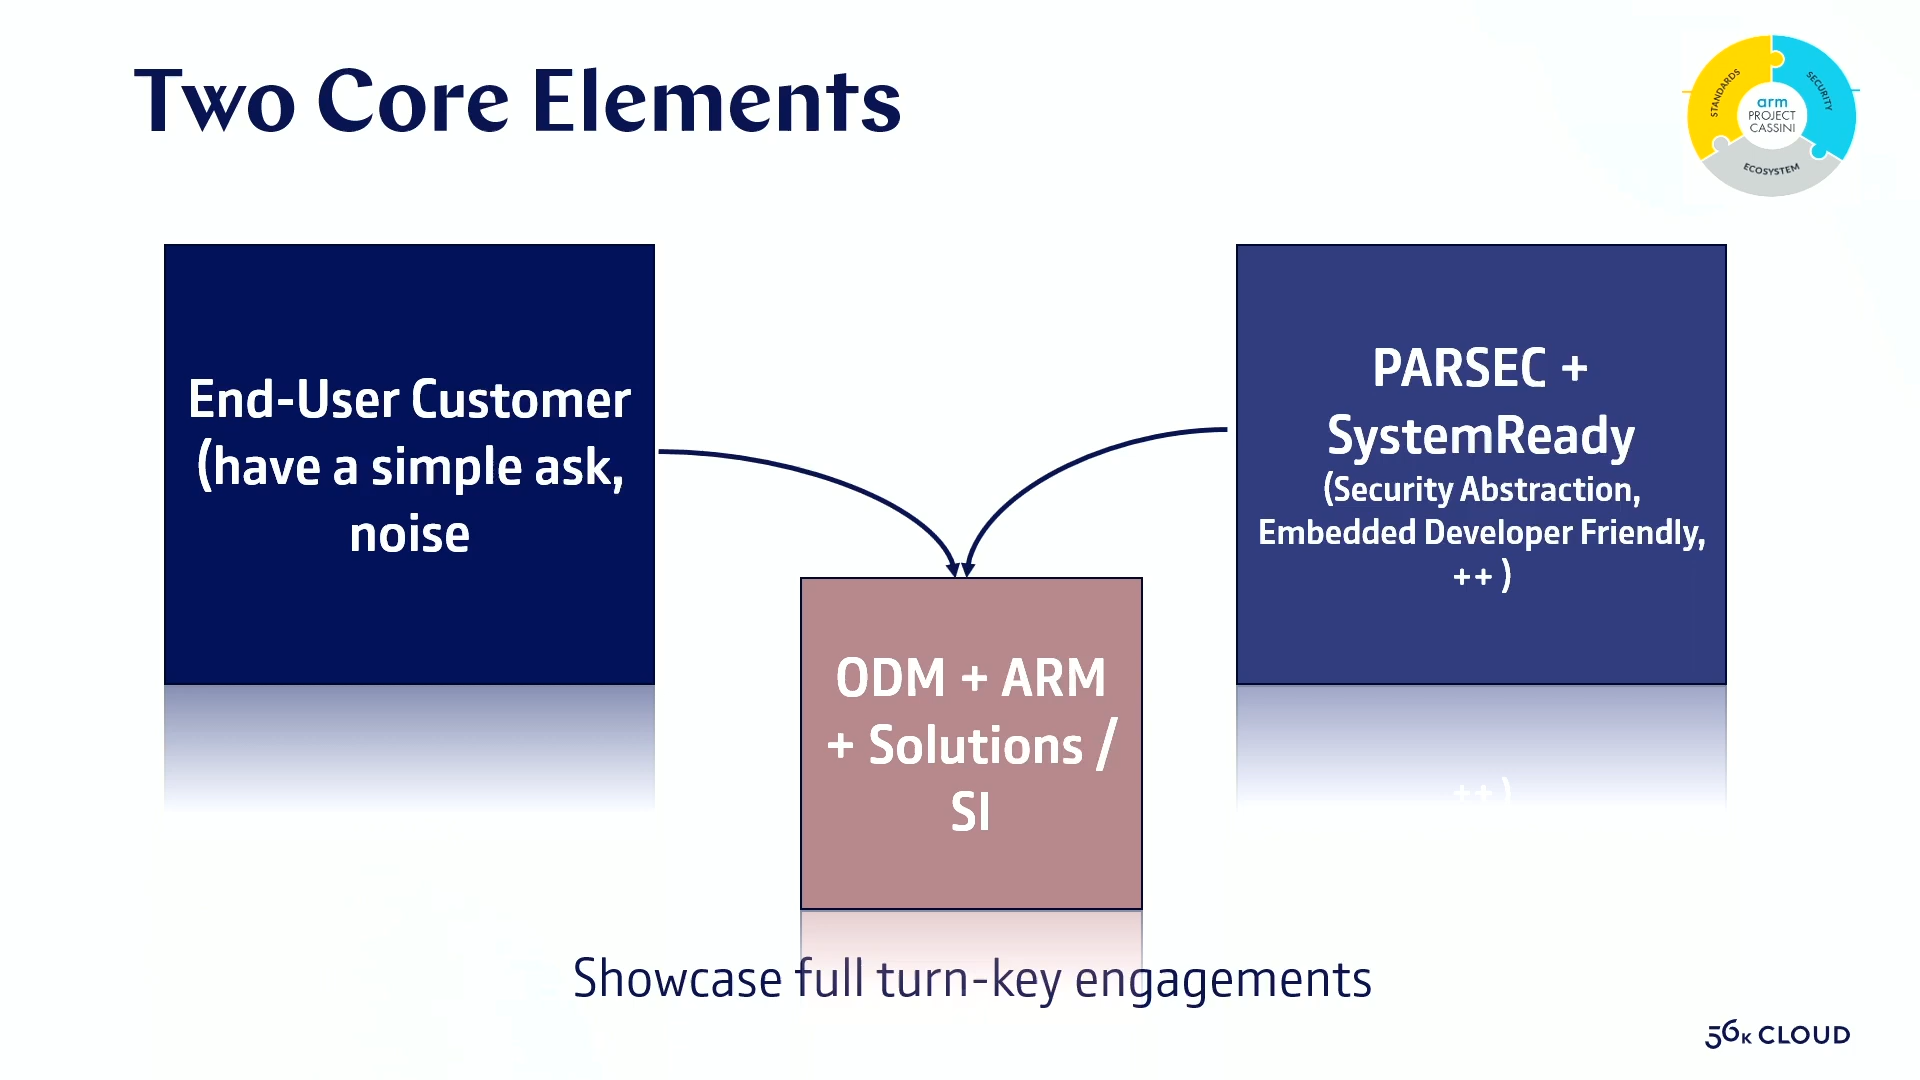 Two Core Elements
STANDARDS
SECURITY
arm
PROJECT
CASSINI
ECOSYSTEM
End-User Customer
(have a simple ask,
noise
PARSEC +
SystemReady
(Security Abstraction,
Embedded Developer Friendly,
++ )
ODM + ARM
+ Solutions /
SI
Showcase full turn-key engagements
56K CLOUD